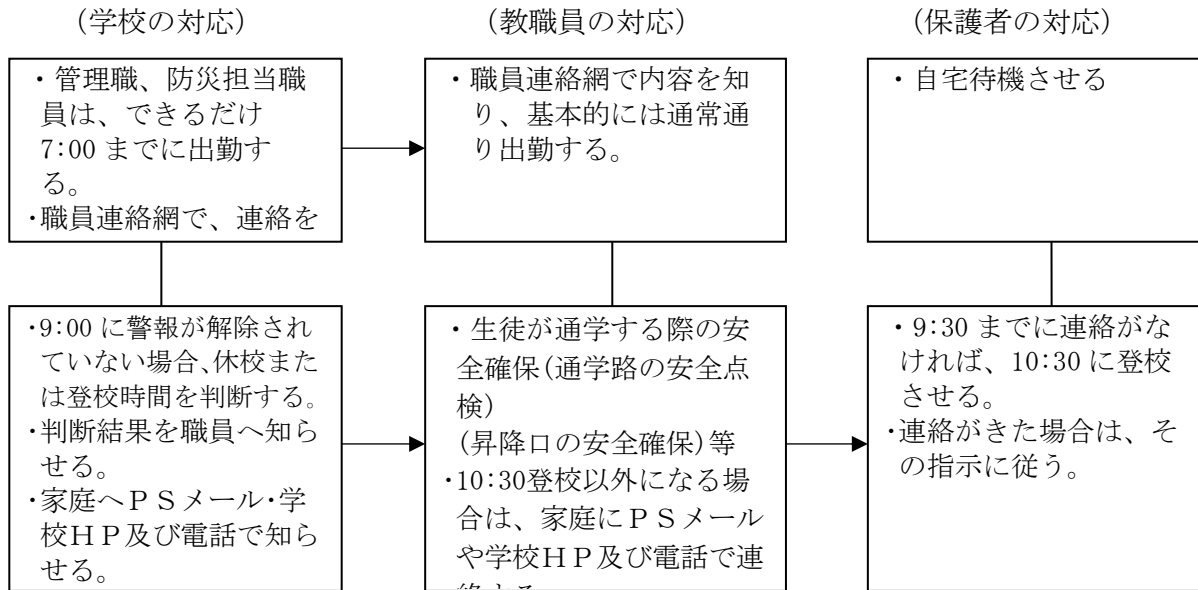 (学校の対応)
(教職員の対応)
(保護者の対応)
・管理職、防災担当職
員は、できるだけ
7:00 までに出勤す
る。
・職員連絡網で、連絡を
・職員連絡網で内容を知
り、基本的には通常通
り出勤する。
・自宅待機させる
・9:00 に警報が解除され
ていない場合、休校また
は登校時間を判断する。
・判断結果を職員へ知ら
せる。
・家庭へPSメール・学
校HP及び電話で知ら
せる。
・生徒が通学する際の安
全確保(通学路の安全点
検)
(昇降口の安全確保)等
・10:30登校以外になる場
合は、家庭にPSメール
や学校HP及び電話で連
・9:30 までに連絡がな
ければ、10:30 に登校
させる。
・連絡がきた場合は、そ
の指示に従う。